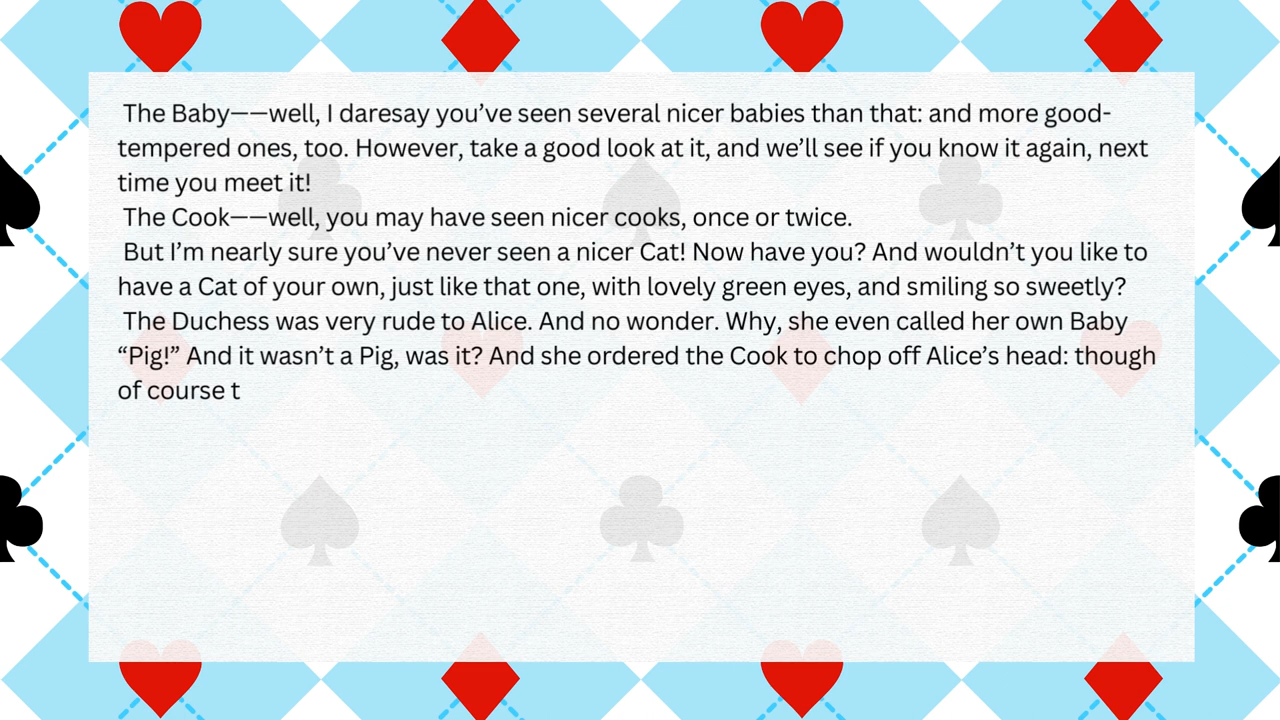 The Baby——well, I daresay you’ve seen several nicer babies than that: and more good-
tempered ones, too. However, take a good look at it, and we’ll see if you know it again, next
time you meet it!
The Cook——well, you may have seen nicer cooks, once or twice.
But I’m nearly sure you’ve never seen a nicer Cat! Now have you? And wouldn’t you like to
have a Cat of your own, just like that one, with lovely green eyes, and smiling so sweetly?
The Duchess was very rude to Alice. And no wonder. Why, she even called her own Baby
“Pig!” And it wasn’t a Pig, was it? And she ordered the Cook to chop off Alice’s head: though
of course t